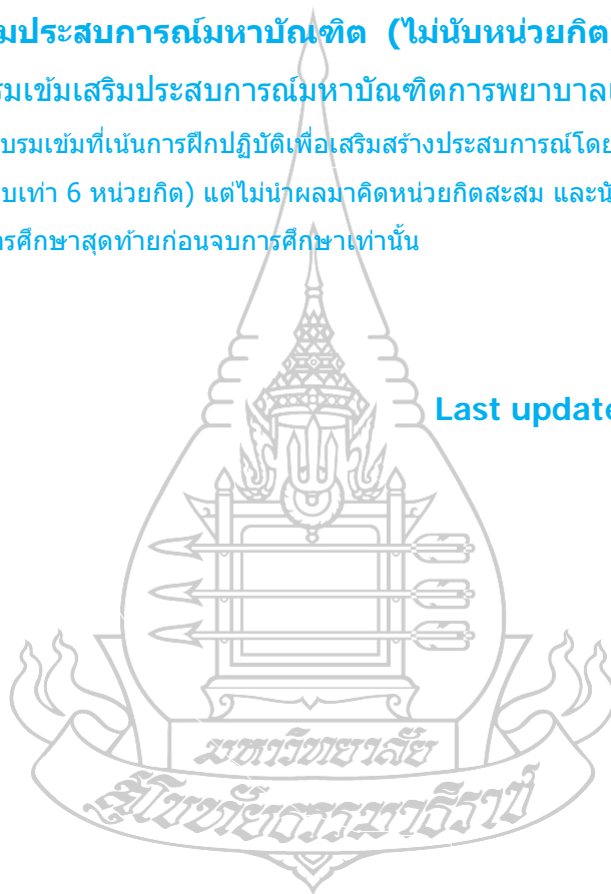 มประสบการณ์มหาบัณฑิต (ไม่นับหน่วยกิต
รมเข้มเสริมประสบการณ์มหาบัณฑิตการพยาบาลเ
บรมเข้มที่เน้นการฝึกปฏิบัติเพื่อเสริมสร้างประสบการณ์โดย
บเท่า 6 หน่วยกิต) แต่ไม่นำผลมาคิดหน่วยกิตสะสม และนั
ารศึกษาสุดท้ายก่อนจบการศึกษาเท่านั้น
Last update
มหาวิทยาลัย
สุโขทัยธรรมาธิราช